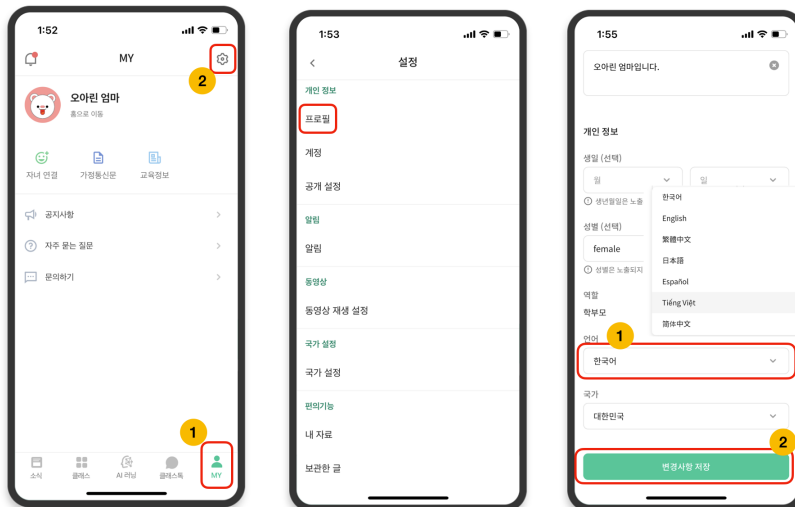 1:52
MY
2
오아린 엄마
홈으로 이동
자녀 연결
가정통신문
교육정보
공지사항
자주 묻는 질문
문의하기
1
소식
클래스
AI 러닝
클래스톡
MY
1:53
설정
개인 정보
프로필
계정
공개 설정
알림
알림
동영상
동영상 재생 설정
국가 설정
국가 설정
편의기능
내 자료
보관한 글
1:55
오아린 엄마입니다.
개인 정보
생일 (선택)
월
일
생년월일은 노출
성별 (선택)
female
성별은 노출되지
한국어
English
繁體中文
日本語
Español
Tiếng Việt
简体中文
역할
학부모
언어
1
한국어
국가
대한민국
2
변경사항 저장